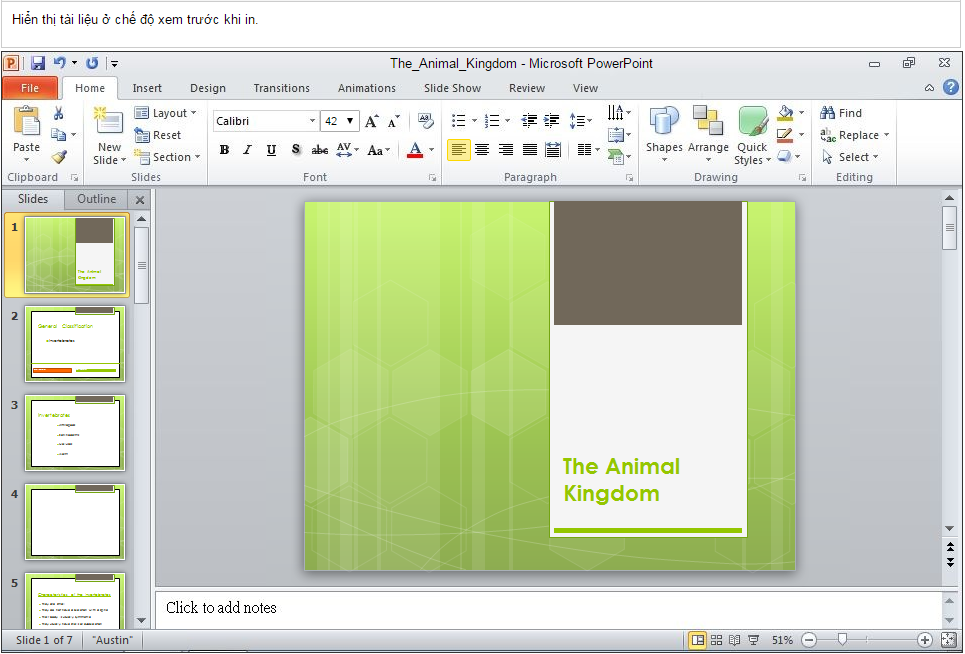 Hiển thị tài liệu ở chế độ xem trước khi in.
The_Animal_Kingdom - Microsoft PowerPoint
File Home Insert Design Transitions Animations Slide Show Review View
Calibri 42
Paste New Slide Layout Reset Section
B I U S abc AV Aa A
Shapes Arrange Quick Styles
Find
Replace
Select
Clipboard Slides Font Paragraph Drawing Editing
Slides Outline
1
The Animal
Kingdom
2
General Classification
Invertebrates
3
Invertebrates
4
5
The Animal
Kingdom
Click to add notes
Slide 1 of 7 "Austin" 51%